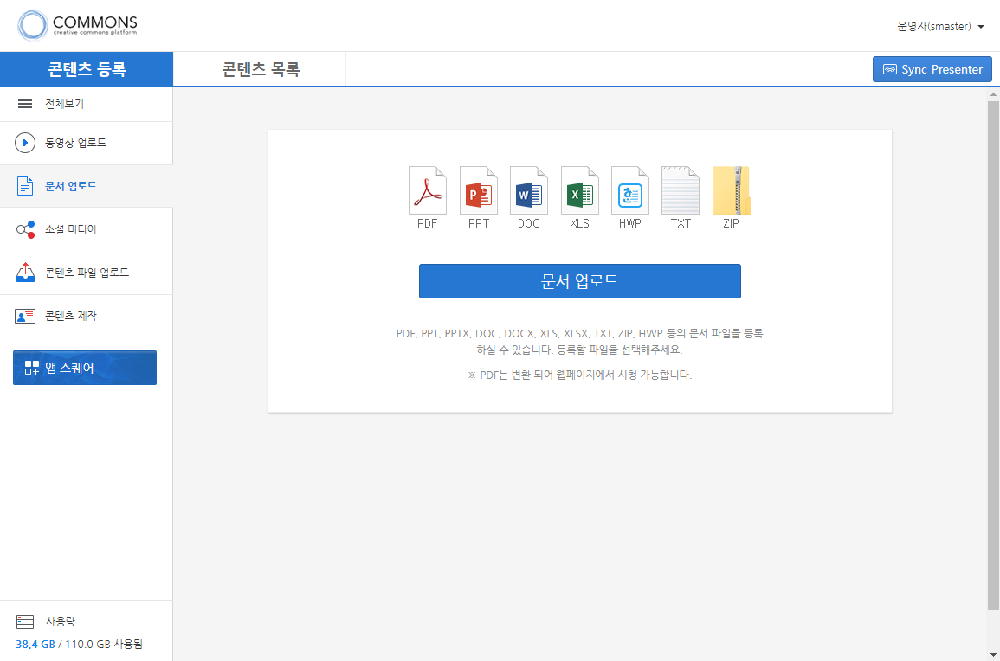 COMMONS
creative commons platform
운영자(smaster)
콘텐츠 등록
콘텐츠 목록
Sync Presenter
전체보기
동영상 업로드
문서 업로드
소셜 미디어
콘텐츠 파일 업로드
콘텐츠 제작
앱 스퀘어
PDF PPT DOC XLS HWP TXT ZIP
문서 업로드
PDF, PPT, PPTX, DOC, DOCX, XLS, XLSX, TXT, ZIP, HWP 등의 문서 파일을 등록
하실 수 있습니다. 등록할 파일을 선택해주세요.
※ PDF는 변환 되어 웹페이지에서 시청 가능합니다.
사용량
38.4 GB / 110.0 GB 사용됨